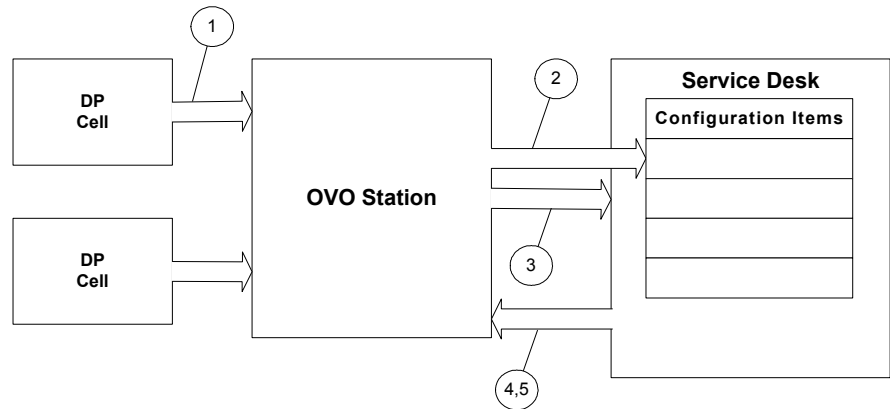 1
DP
Cell
OVO Station
2
Service Desk
Configuration Items
3
DP
Cell
4,5